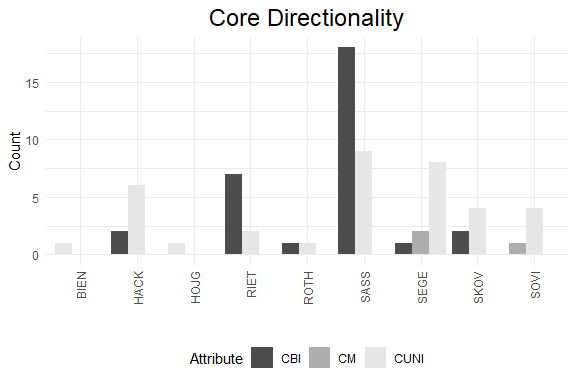 Core Directionality
Count
15
10
5
0
BIEN HACK HOJG RIET ROTH SASS SEGE SKOV SOVI
Attribute CBI CM CUNI